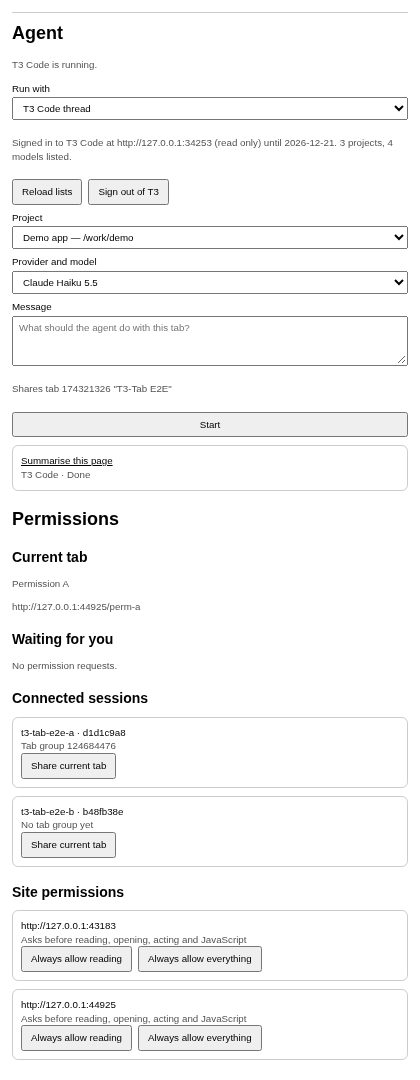 Agent
T3 Code is running.
Run with
T3 Code thread
Signed in to T3 Code at http://127.0.0.1:34253 (read only) until 2026-12-21. 3 projects, 4
models listed.
Reload lists
Sign out of T3
Project
Demo app — /work/demo
Provider and model
Claude Haiku 5.5
Message
What should the agent do with this tab?
Shares tab 174321326 "T3-Tab E2E"
Start
Summarise this page
T3 Code · Done
Permissions
Current tab
Permission A
http://127.0.0.1:44925/perm-a
Waiting for you
No permission requests.
Connected sessions
t3-tab-e2e-a · d1d1c9a8
Tab group 124684476
Share current tab
t3-tab-e2e-b · b48fb38e
No tab group yet
Share current tab
Site permissions
http://127.0.0.1:43183
Asks before reading, opening, acting and JavaScript
Always allow reading
Always allow everything
http://127.0.0.1:44925
Asks before reading, opening, acting and JavaScript
Always allow reading
Always allow everything